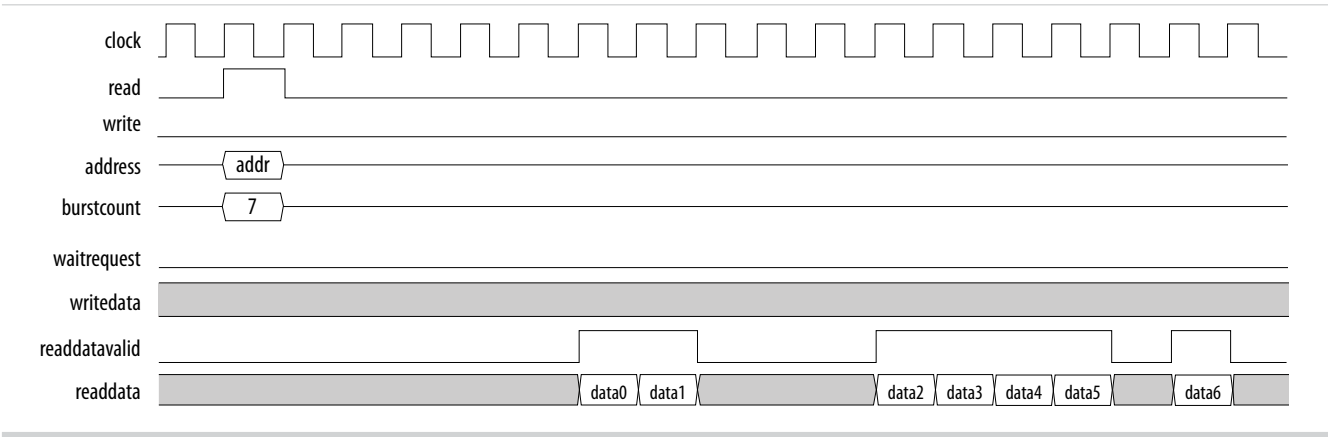 clock
read
write
address addr
burstcount 7
waitrequest
writedata
readdatavalid
readdata data0 data1 data2 data3 data4 data5 data6